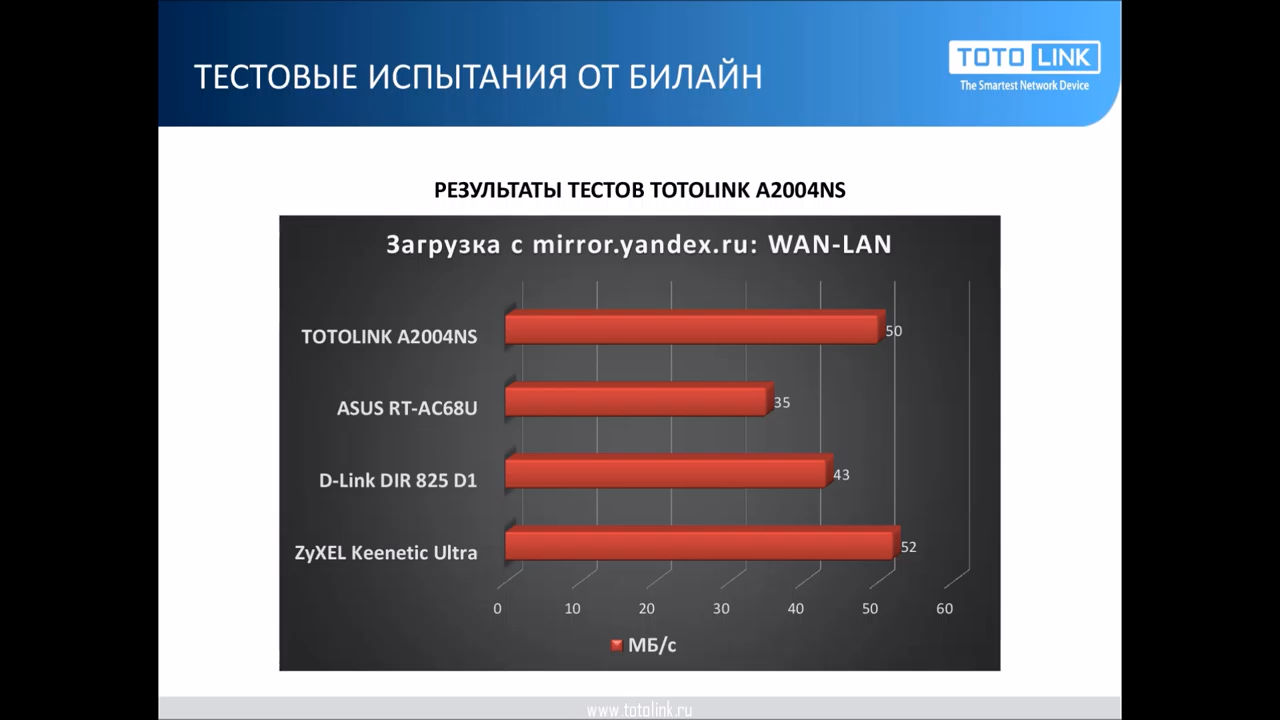 ТЕСТОВЫЕ ИСПЫТАНИЯ ОТ БИЛАЙН
TOTO LINK
The Smartest Network Device
РЕЗУЛЬТАТЫ ТЕСТОВ TOTOLINK A2004NS
Загрузка с mirror.yandex.ru: WAN-LAN
TOTOLINK A2004NS 50
ASUS RT-AC68U 35
D-Link DIR 825 D1 43
ZyXEL Keenetic Ultra 52
0 10 20 30 40 50 60
МБ/с
www.totolink.ru